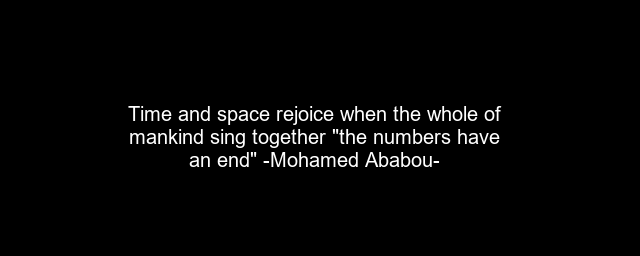 Time and space rejoice when the whole of
mankind sing together "the numbers have
an end" -Mohamed Ababou-